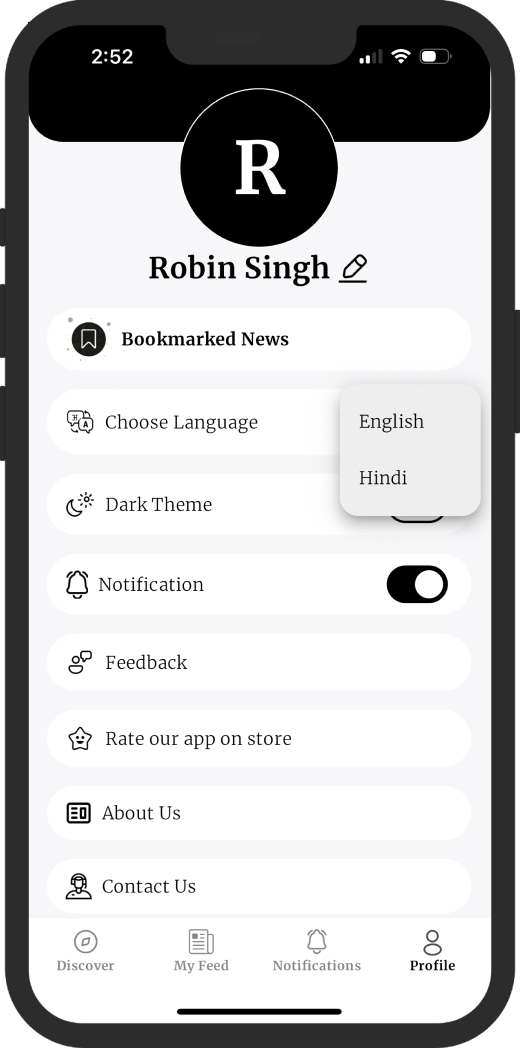 2:52
R
Robin Singh
Bookmarked News
Choose Language
English
Hindi
Dark Theme
Notification
Feedback
Rate our app on store
About Us
Contact Us
Discover
My Feed
Notifications
Profile